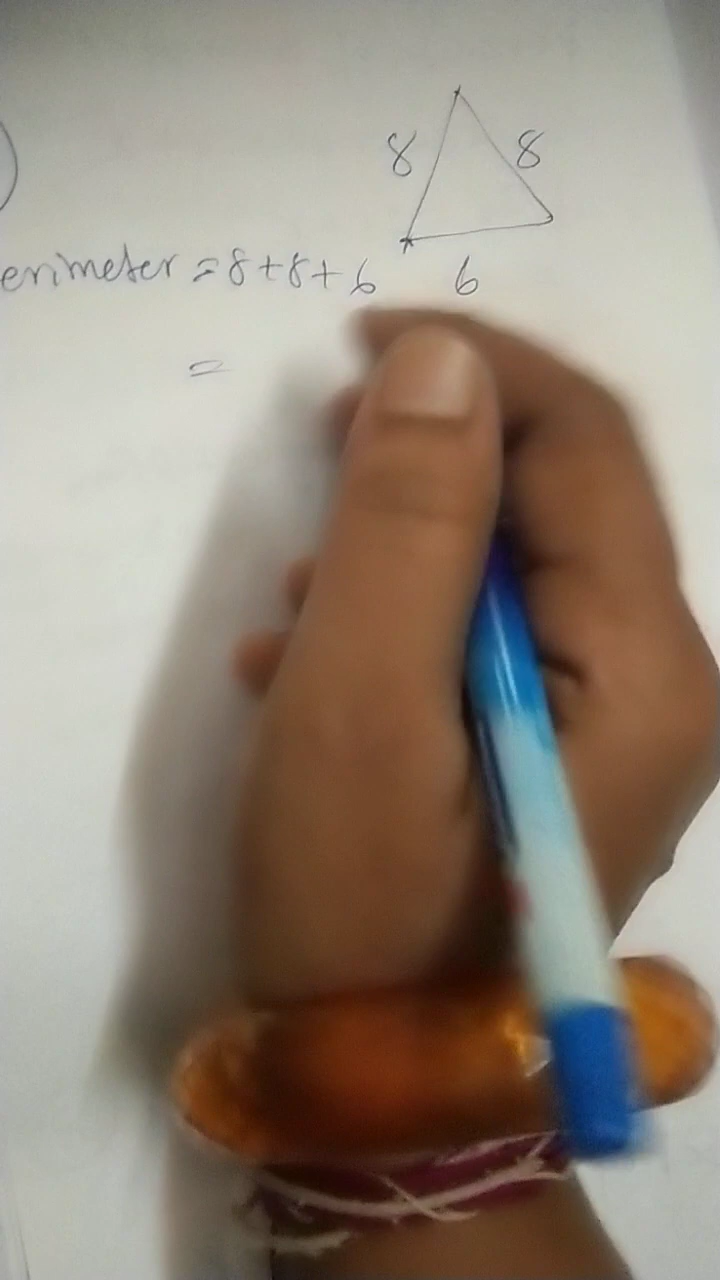 8 8
erimeter = 8+8+6 6
=